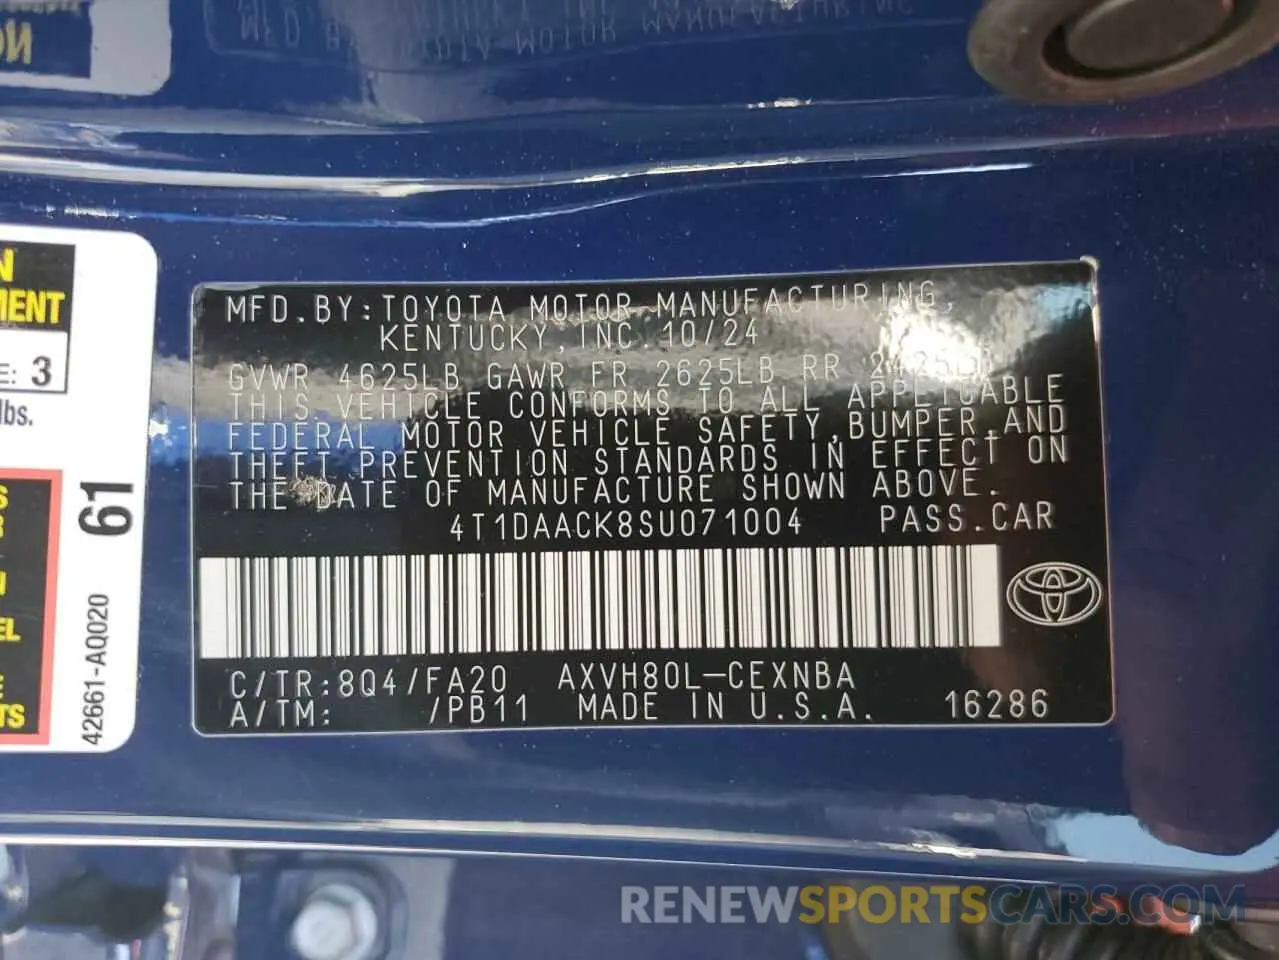 MFD.BY:TOYOTA MOTOR MANUFACTURING,
KENTUCKY, INC. 10/24
GVWR 4625LB GAWR FR 2625LB RR
THIS VEHICLE CONFORMS TO ALL APPLICABLE
FEDERAL MOTOR VEHICLE SAFETY, BUMPER, AND
THEFT PREVENTION STANDARDS IN EFFECT ON
THE DATE OF MANUFACTURE SHOWN ABOVE.
4T1DAACK8SU071004 PASS.CAR
C/TR:8Q4/FA20 AXVH80L-CEXNBA
A/TM: /PB11 MADE IN U.S.A. 16286
MENT
E: 3
lbs.
61
42661-AQ020
RENEWSPORTSCARS.COM